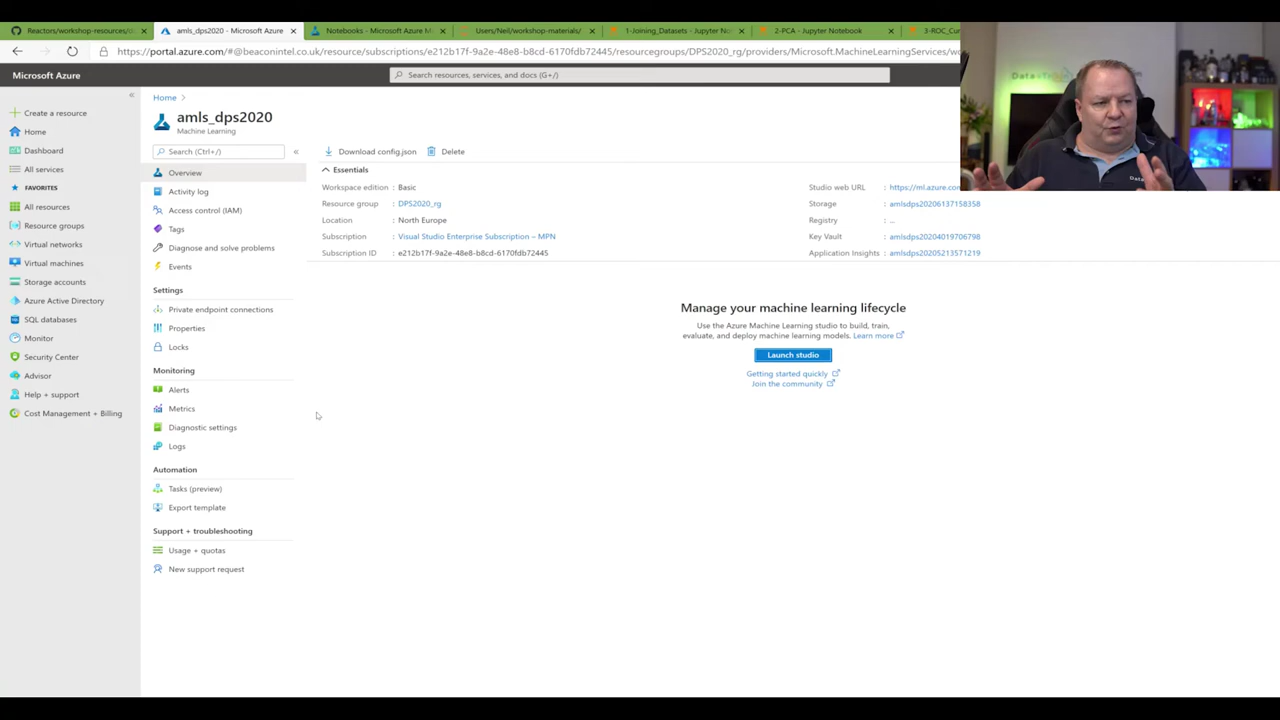 Reactors/workshop-resources/
amls_dps2020 - Microsoft Azure
Notebooks - Microsoft Azure M
Users/Neil/workshop-materials/
1-Joining_Datasets - Jupyter No
2-PCA - Jupyter Notebook
3-ROC_Cur
https://portal.azure.com/#@beaconintel.co.uk/resource/subscriptions/e212b17f-9a2e-48e8-b8cd-6170fdb72445/resourcegroups/DPS2020_rg/providers/Microsoft.MachineLearningServices/wo
Microsoft Azure
Search resources, services, and docs (G+/)
«
Create a resource
Home
Dashboard
All services
FAVORITES
All resources
Resource groups
Virtual networks
Virtual machines
Storage accounts
Azure Active Directory
SQL databases
Monitor
Security Center
Advisor
Help + support
Cost Management + Billing
Home >
amls_dps2020
Machine Learning
Search (Ctrl+/)
«
Overview
Activity log
Access control (IAM)
Tags
Diagnose and solve problems
Events
Settings
Private endpoint connections
Properties
Locks
Monitoring
Alerts
Metrics
Diagnostic settings
Logs
Automation
Tasks (preview)
Export template
Support + troubleshooting
Usage + quotas
New support request
Download config.json
Delete
Essentials
Workspace edition : Basic
Resource group : DPS2020_rg
Location : North Europe
Subscription : Visual Studio Enterprise Subscription – MPN
Subscription ID : e212b17f-9a2e-48e8-b8cd-6170fdb72445
Studio web URL : https://ml.azure.com
Storage : amlsdps20206137158358
Registry : ...
Key Vault : amlsdps20204019706798
Application Insights : amlsdps20205213571219
Manage your machine learning lifecycle
Use the Azure Machine Learning studio to build, train,
evaluate, and deploy machine learning models. Learn more
Launch studio
Getting started quickly
Join the community